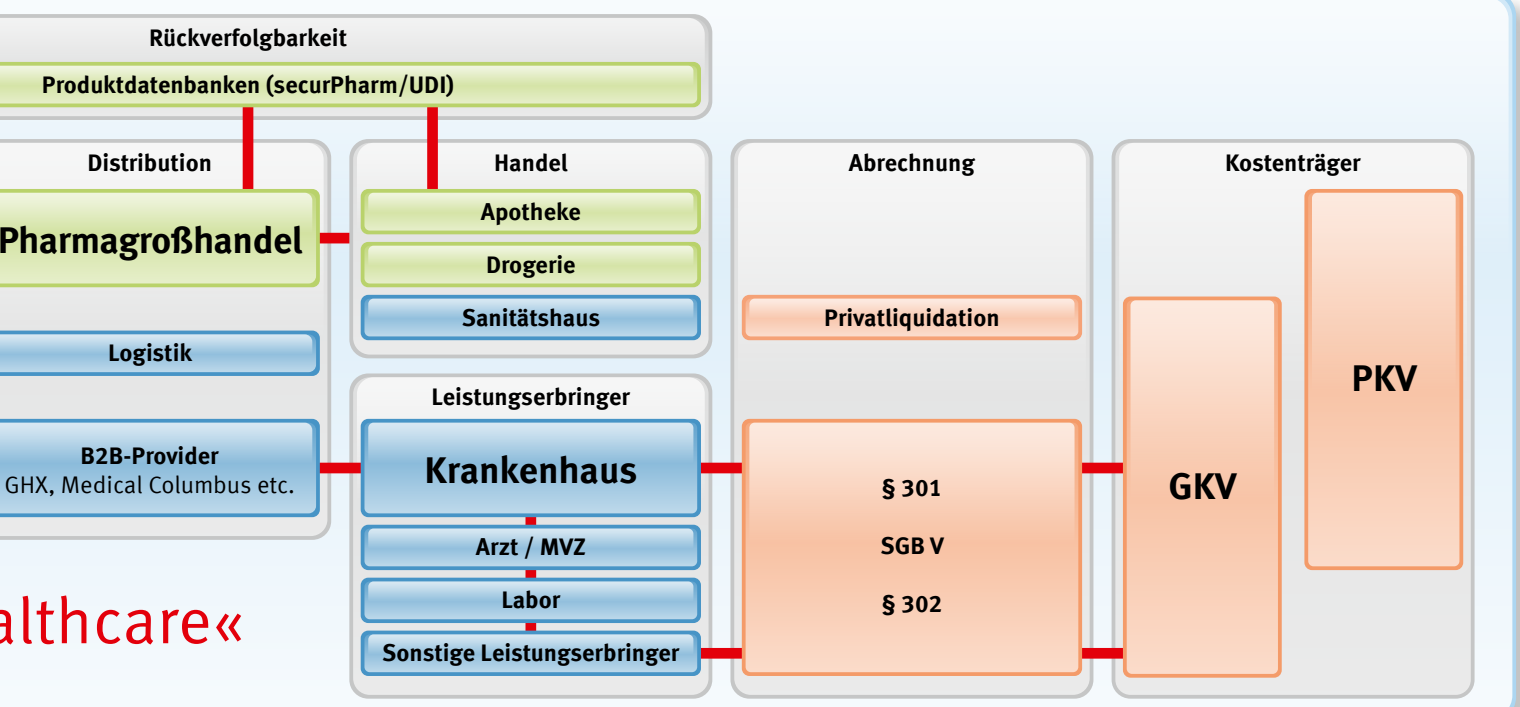 Rückverfolgbarkeit
Produktdatenbanken (securPharm/UDI)
Distribution
Pharmagroßhandel
Logistik
B2B-Provider
GHX, Medical Columbus etc.
Handel
Apotheke
Drogerie
Sanitätshaus
Leistungserbringer
Krankenhaus
Arzt / MVZ
Labor
Sonstige Leistungserbringer
Abrechnung
Privatliquidation
§ 301
SGB V
§ 302
Kostenträger
GKV
PKV
althcare«